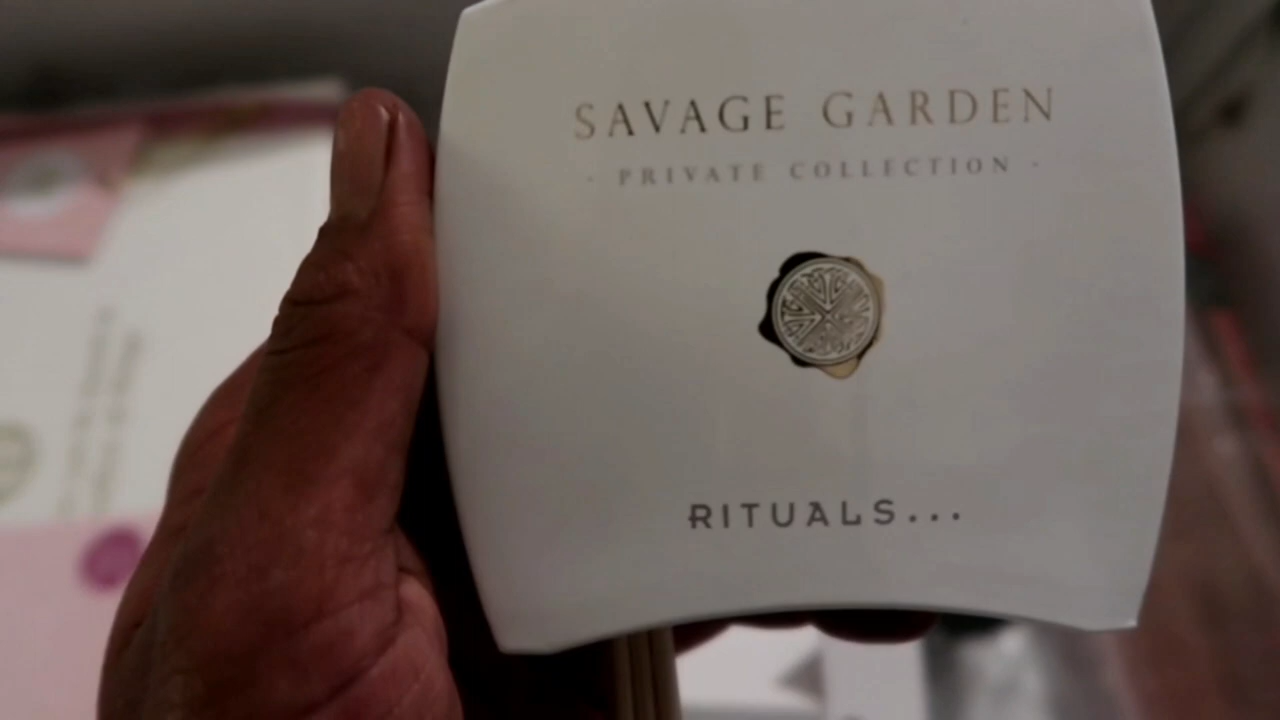 SAVAGE GARDEN
- PRIVATE COLLECTION -
RITUALS...